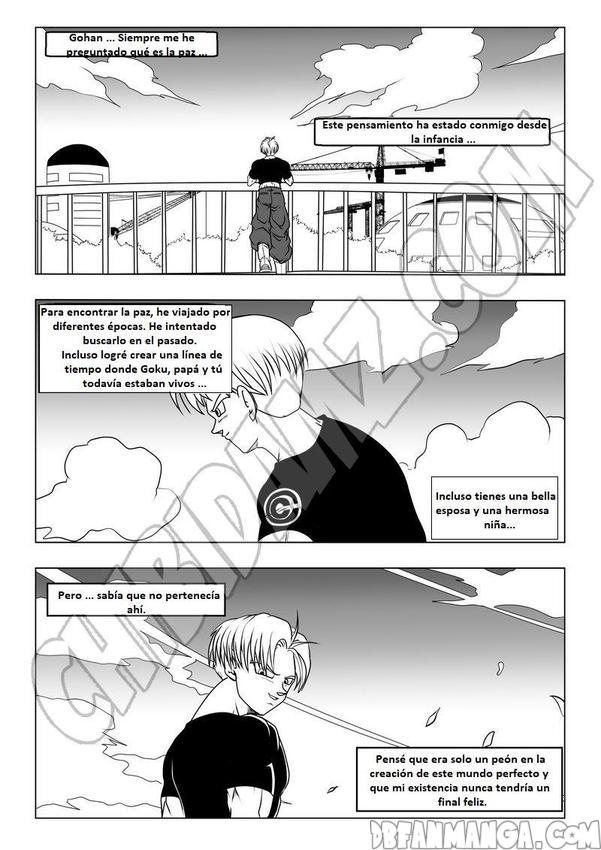 Gohan ... Siempre me he
preguntado qué es la paz ...
Este pensamiento ha estado conmigo desde
la infancia ...
Para encontrar la paz, he viajado por
diferentes épocas. He intentado
buscarlo en el pasado.
Incluso logré crear una línea de
tiempo donde Goku, papá y tú
todavía estaban vivos ...
Incluso tienes una bella
esposa y una hermosa
niña...
Pero ... sabía que no pertenecía
ahí.
Pensé que era solo un peón en la
creación de este mundo perfecto y
que mi existencia nunca tendría un
final feliz.
CHIBIDAMZ.COM
DBFANMANGA.COM